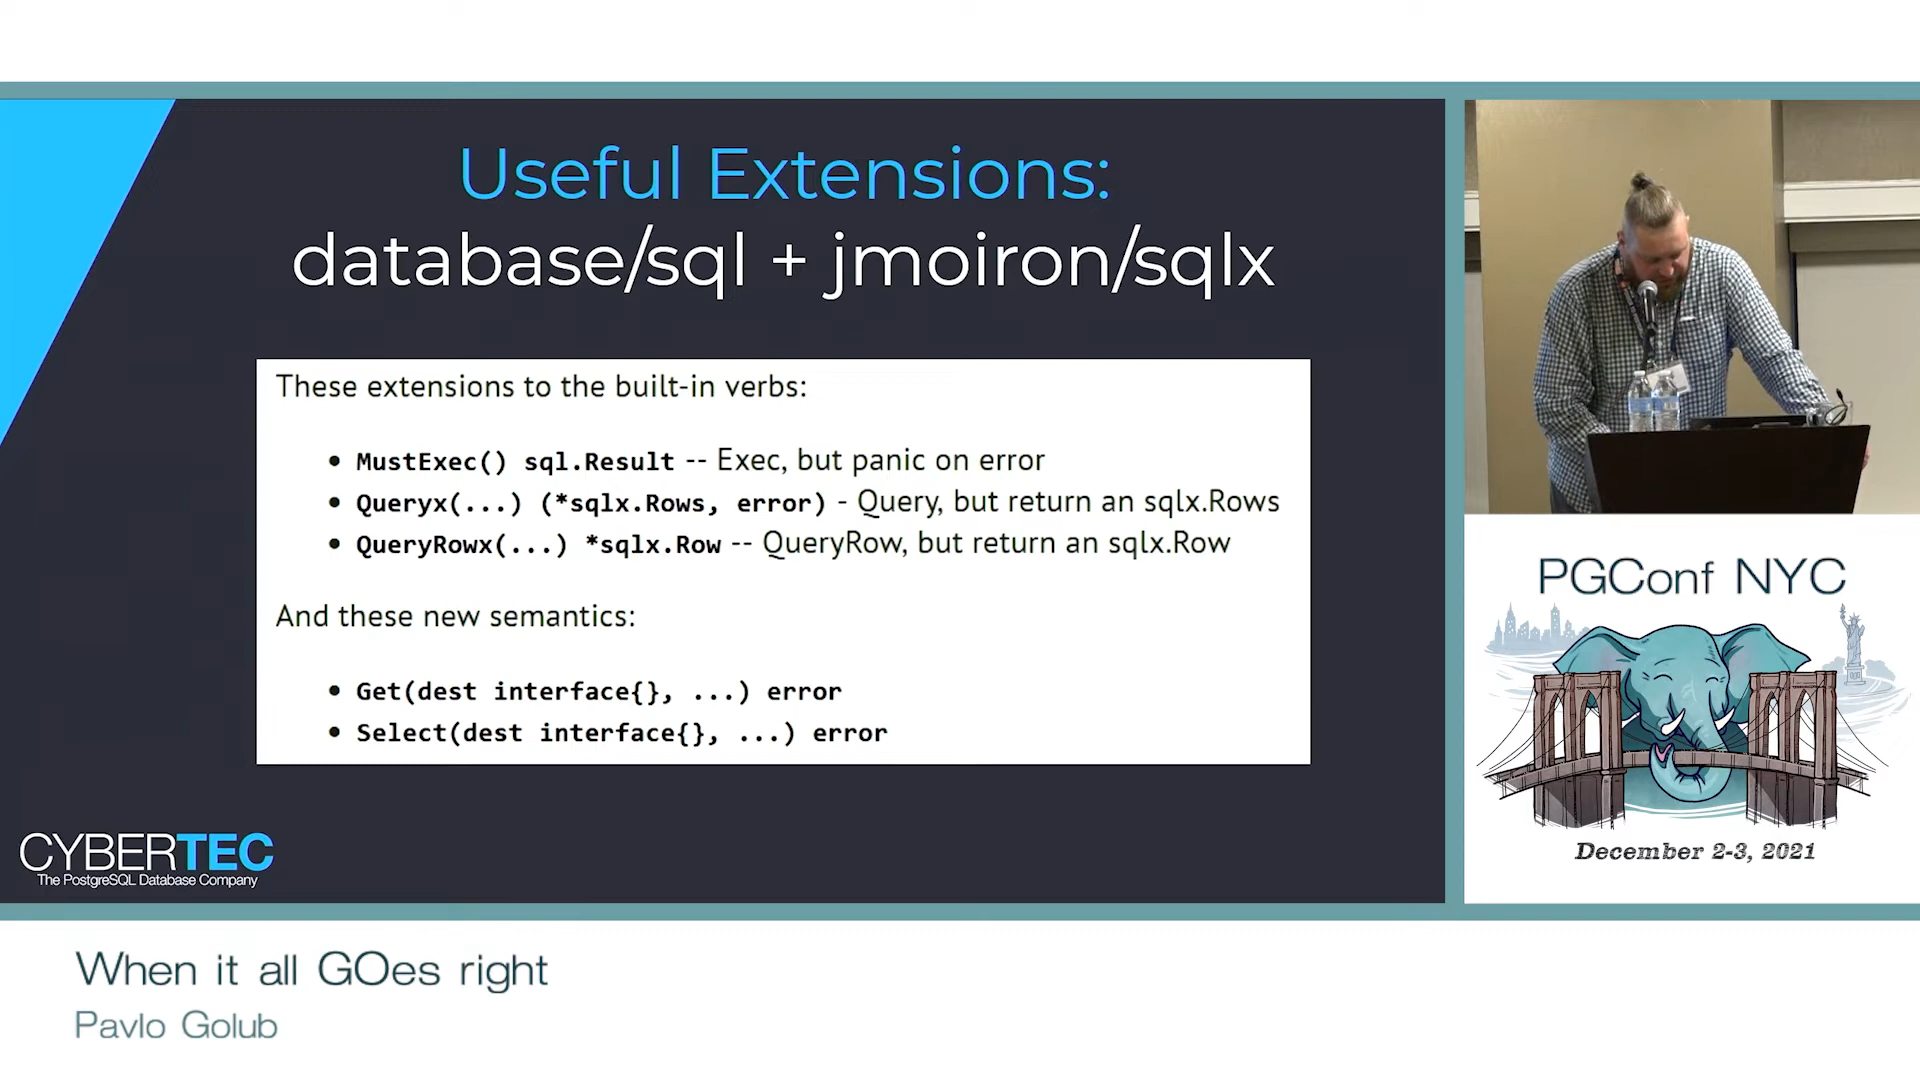 Useful Extensions:
database/sql + jmoiron/sqlx
These extensions to the built-in verbs:
• MustExec() sql.Result -- Exec, but panic on error
• Queryx(...) (*sqlx.Rows, error) - Query, but return an sqlx.Rows
• QueryRowx(...) *sqlx.Row -- QueryRow, but return an sqlx.Row
And these new semantics:
• Get(dest interface{}, ...) error
• Select(dest interface{}, ...) error
CYBERTEC
The PostgreSQL Database Company
PGConf NYC
December 2-3, 2021
When it all GOes right
Pavlo Golub